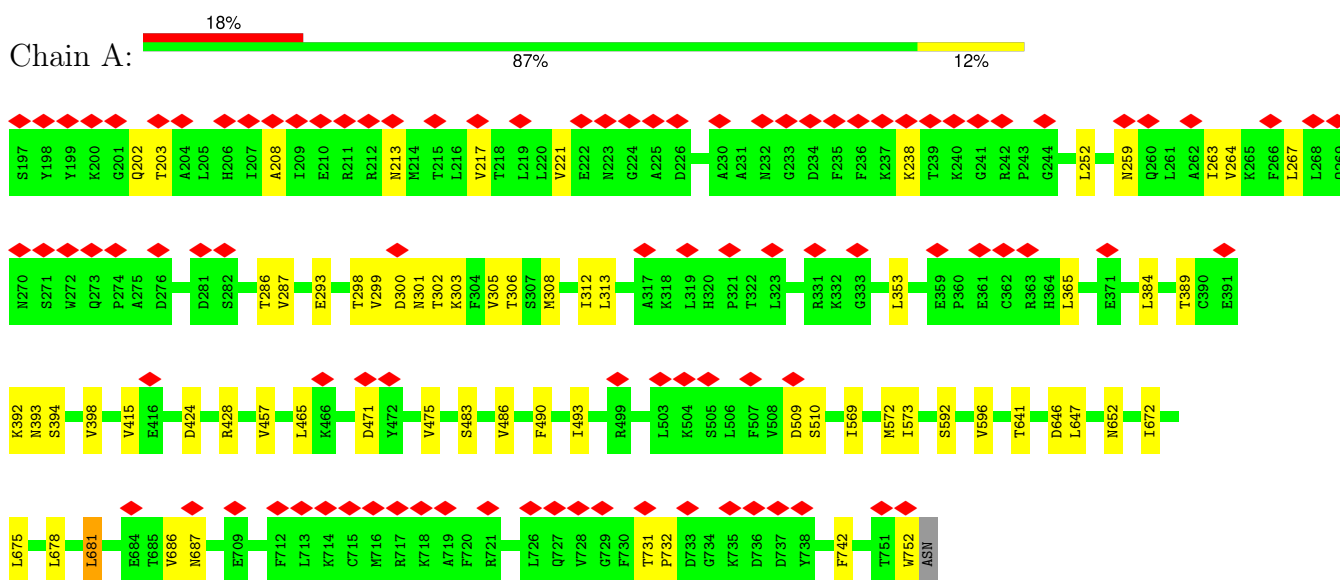 18%
Chain A:
87%
12%
S197 Y198 Y199 K200 G201 Q202 T203 A204 L205 H206 I207 A208 I209 E210 R211 R212 N213 M214 T215 L216 V217 T218 L219 L220 V221 E222 N223 G224 A225 D226 A230 A231 N232 G233 D234 F235 F236 K237 K238 T239 K240 G241 R242 P243 G244 L252 N259 Q260 L261 A262 I263 V264 K265 F266 L267 L268 Q269
N270 S271 W272 Q273 P274 A275 D276 D281 S282 T286 V287 E293 T298 V299 D300 N301 T302 K303 F304 V305 T306 S307 M308 I312 L313 A317 K318 L319 H320 P321 T322 L323 R331 K332 G333 L353 E359 P360 E361 C362 R363 H364 L365 E371 L384 T389 C390 E391
K392 N393 S394 V398 V415 E416 D424 R428 V457 L465 K466 D471 Y472 V475 S483 V486 F490 I493 R499 L503 K504 S505 L506 F507 V508 D509 S510 I569 M572 I573 S592 V596 T641 D646 L647 N652 I672
L675 L678 L681 E684 T685 V686 N687 E709 F712 L713 K714 C715 M716 R717 K718 A719 F720 R721 L726 Q727 V728 G729 F730 T731 P732 D733 G734 K735 D736 D737 Y738 F742 T751 W752 ASN